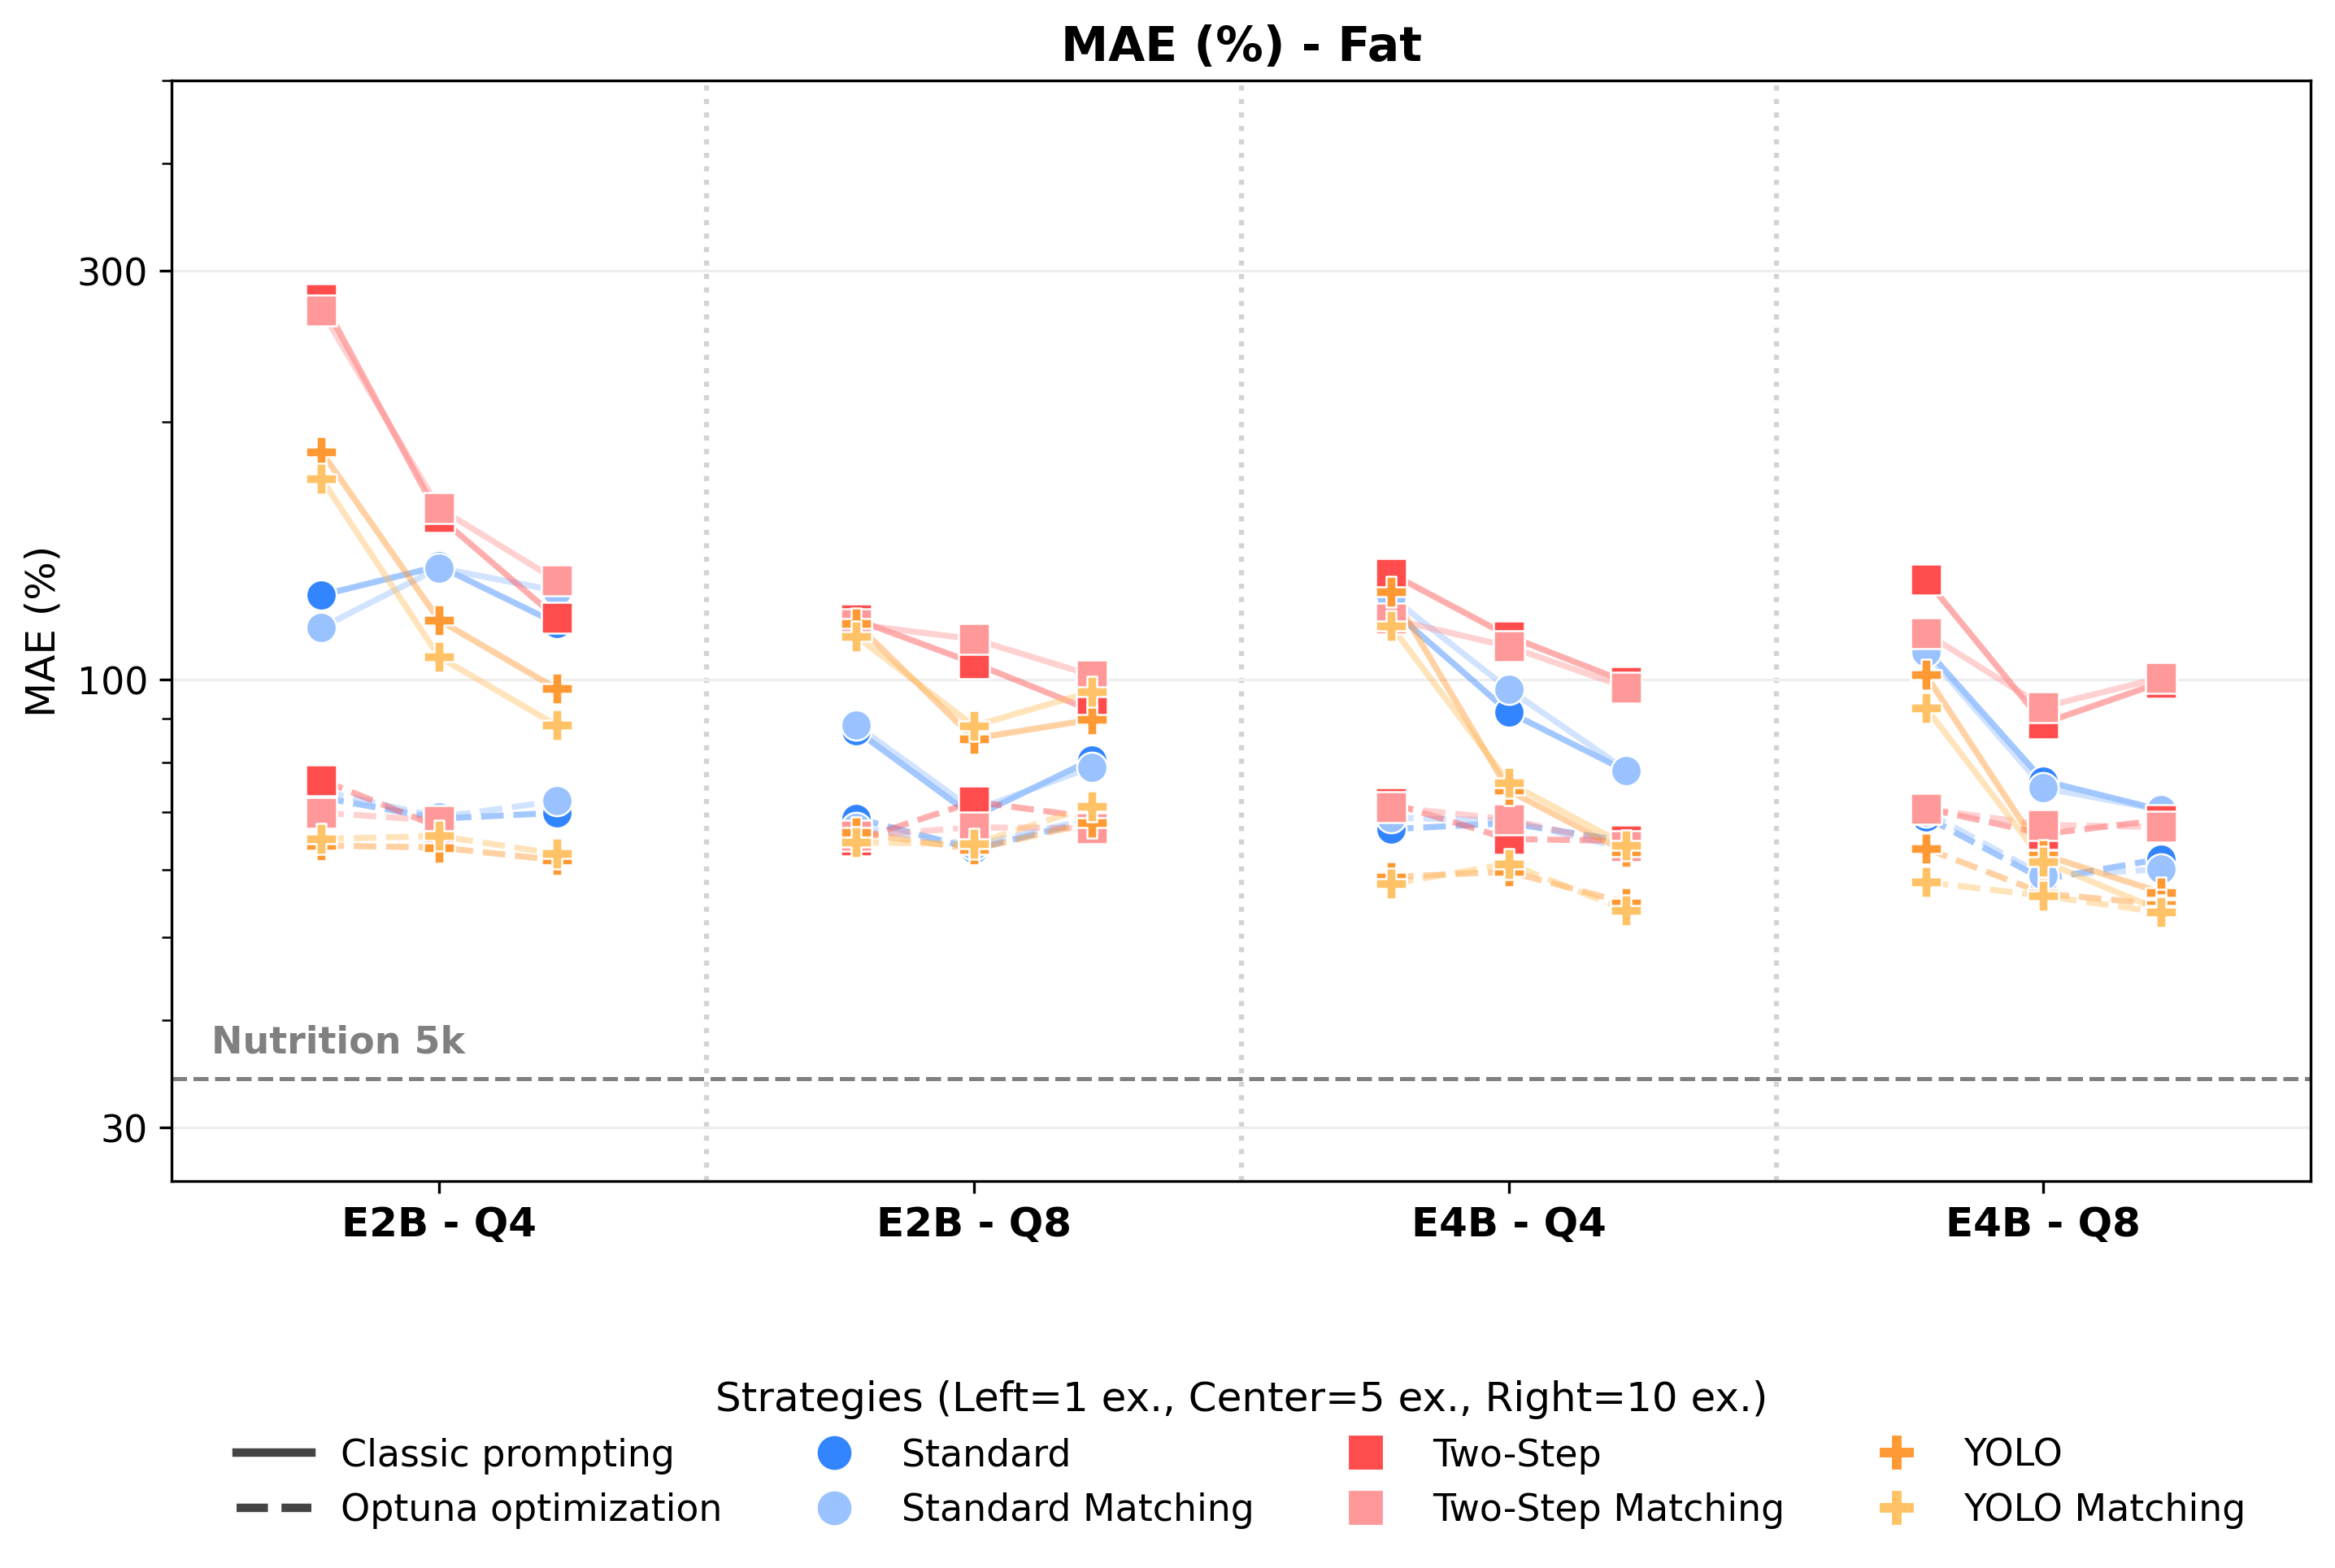 MAE (%) - Fat
MAE (%)
300
100
30
Nutrition 5k
E2B - Q4
E2B - Q8
E4B - Q4
E4B - Q8
Strategies (Left=1 ex., Center=5 ex., Right=10 ex.)
Classic prompting
Optuna optimization
Standard
Standard Matching
Two-Step
Two-Step Matching
YOLO
YOLO Matching